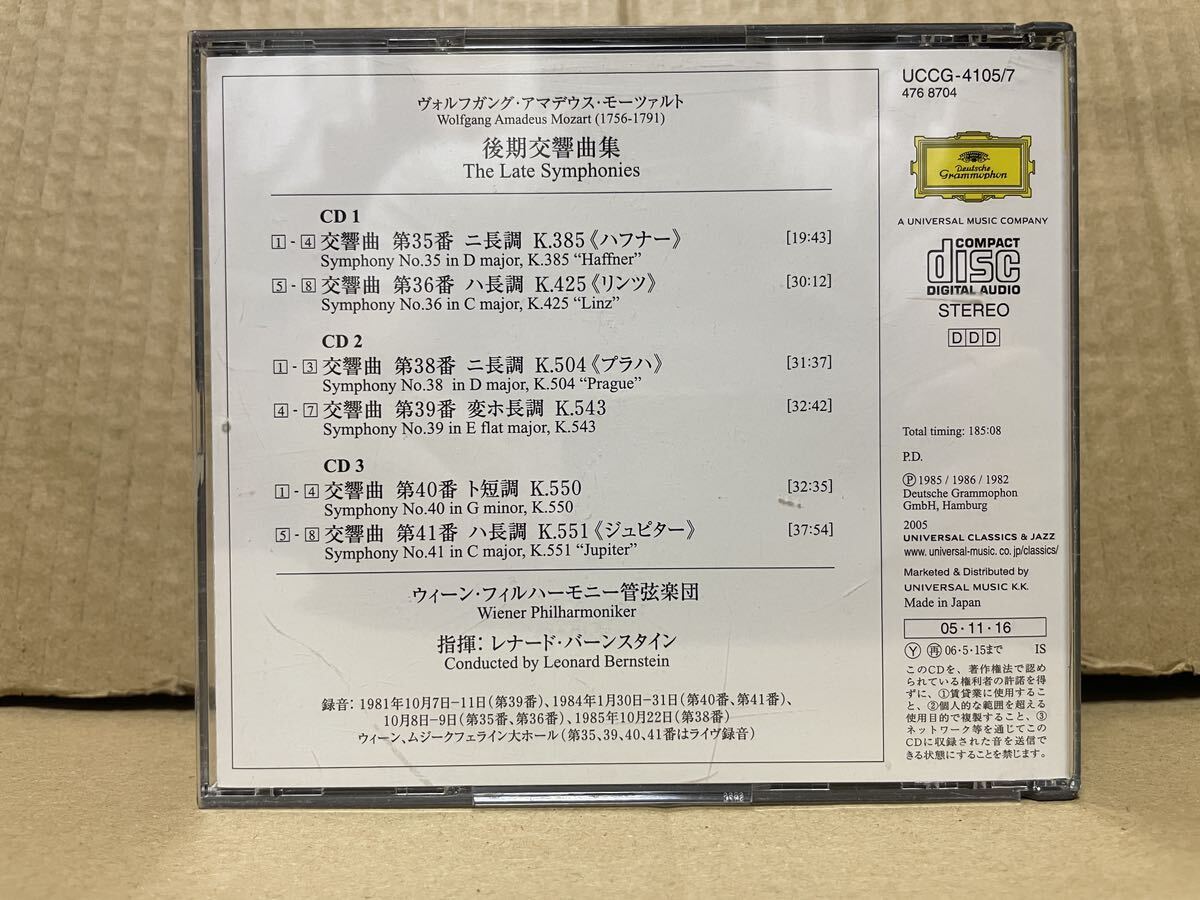 ヴォルフガング・アマデウス・モーツァルト
Wolfgang Amadeus Mozart (1756-1791)
後期交響曲集
The Late Symphonies
CD 1
1 - 4 交響曲 第35番 ニ長調 K.385《ハフナー》 [19:43]
Symphony No.35 in D major, K.385 “Haffner”
5 - 8 交響曲 第36番 ハ長調 K.425《リンツ》 [30:12]
Symphony No.36 in C major, K.425 “Linz”
CD 2
1 - 3 交響曲 第38番 ニ長調 K.504《プラハ》 [31:37]
Symphony No.38 in D major, K.504 “Prague”
4 - 7 交響曲 第39番 変ホ長調 K.543 [32:42]
Symphony No.39 in E flat major, K.543
CD 3
1 - 4 交響曲 第40番 ト短調 K.550 [32:35]
Symphony No.40 in G minor, K.550
5 - 8 交響曲 第41番 ハ長調 K.551《ジュピター》 [37:54]
Symphony No.41 in C major, K.551 “Jupiter”
ウィーン・フィルハーモニー管弦楽団
Wiener Philharmoniker
指揮: レナード・バーンスタイン
Conducted by Leonard Bernstein
録音: 1981年10月7日-11日(第39番)、1984年1月30日-31日(第40番、第41番)、
10月8日-9日(第35番、第36番)、1985年10月22日(第38番)
ウィーン、ムジークフェライン大ホール(第35、39、40、41番はライヴ録音)
UCCG-4105/7
476 8704
Deutsche
Grammophon
A UNIVERSAL MUSIC COMPANY
COMPACT
disc
DIGITAL AUDIO
STEREO
DDD
Total timing: 185:08
P.D.
Ⓟ 1985 / 1986 / 1982
Deutsche Grammophon
GmbH, Hamburg
2005
UNIVERSAL CLASSICS & JAZZ
www.universal-music.co.jp/classics/
Marketed & Distributed by
UNIVERSAL MUSIC K.K.
Made in Japan
05・11・16
Ⓨ 再 06・5・15まで IS
このCDを、著作権法で認め
られている権利者の許諾を得
ずに、①賃貸業に使用するこ
と、②個人的な範囲を超える
使用目的で複製すること、③
ネットワーク等を通じてこの
CDに収録された音を送信でき
る状態にすることを禁じます。